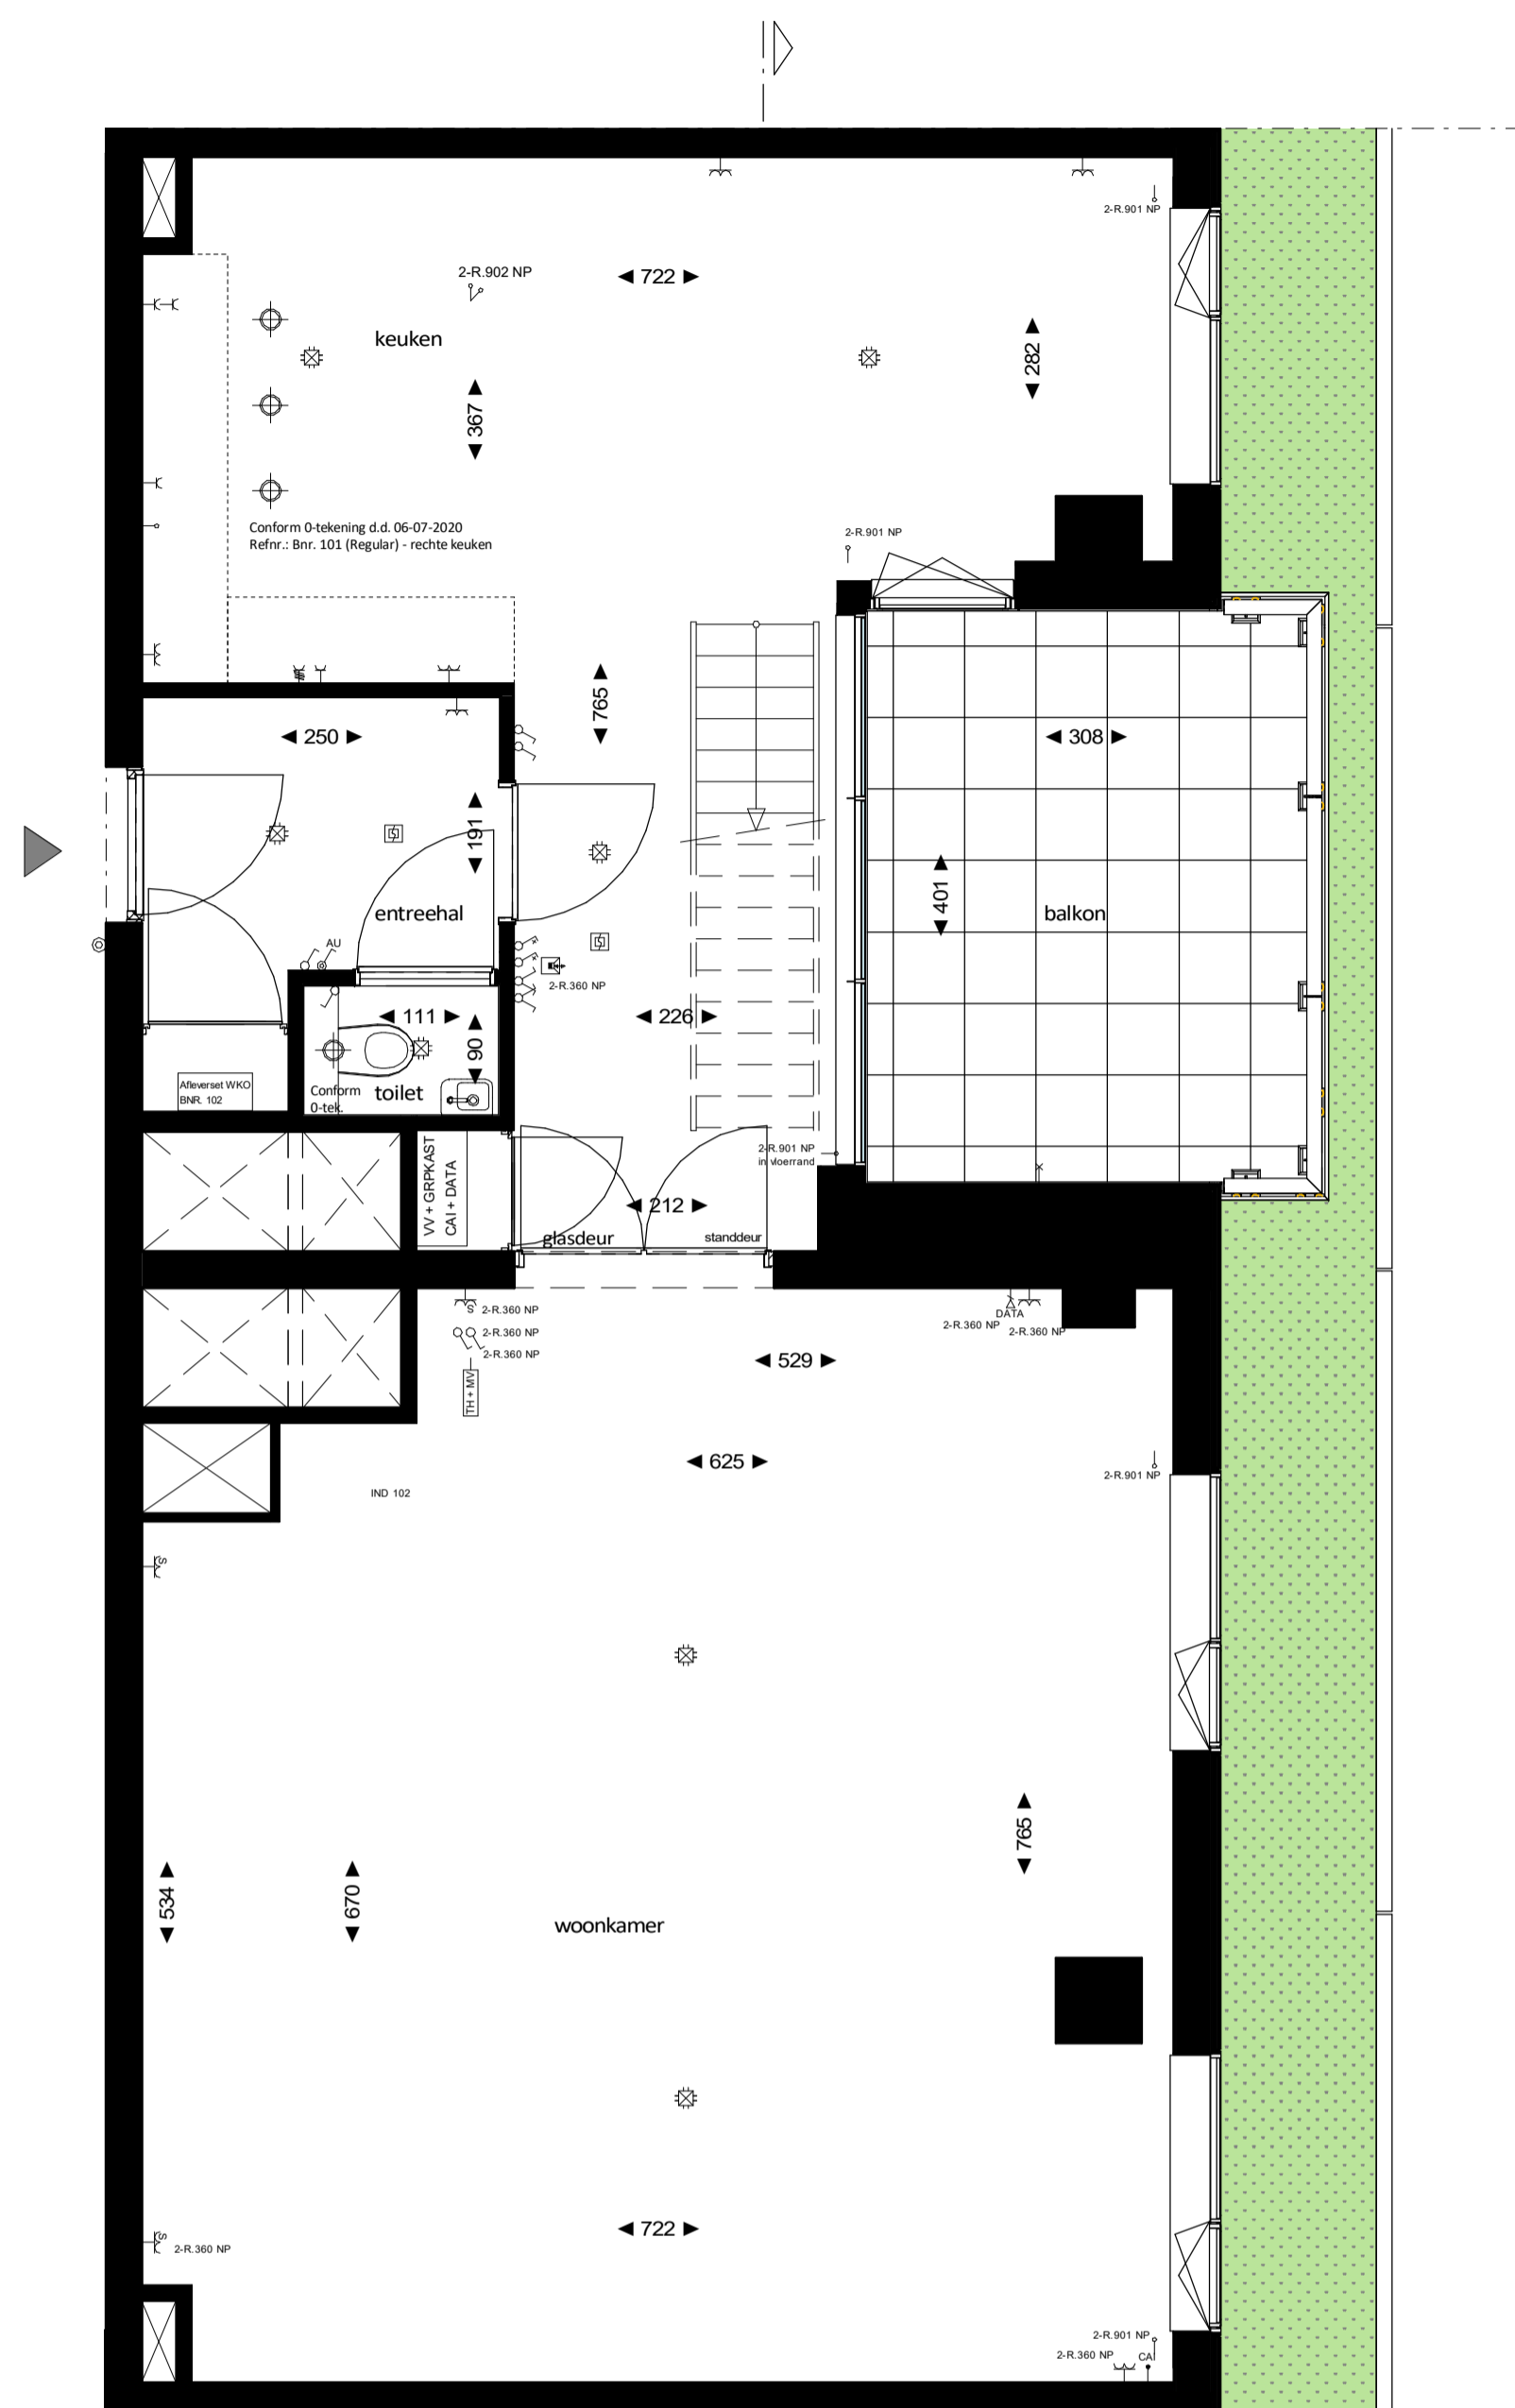 2-R.901 NP
2-R.902 NP
722
keuken
282
367
Conform 0-tekening d.d. 06-07-2020
Refnr.: Bnr. 101 (Regular) - rechte keuken
2-R.901 NP
765
250
308
191
401
entreehal
balkon
AU
2-R.360 NP
111
226
90
Afleverset WKO
BNR. 102
Conform
0-tek.
toilet
VV + GRPKAST
CAI + DATA
2-R.901 NP
in vloerrand
212
glasdeur
standdeur
S
2-R.360 NP
2-R.360 NP
2-R.360 NP
DATA
2-R.360 NP
2-R.360 NP
TH + MV
529
625
2-R.901 NP
IND 102
S
765
534
670
woonkamer
722
S
2-R.360 NP
2-R.901 NP
2-R.360 NP
CAI